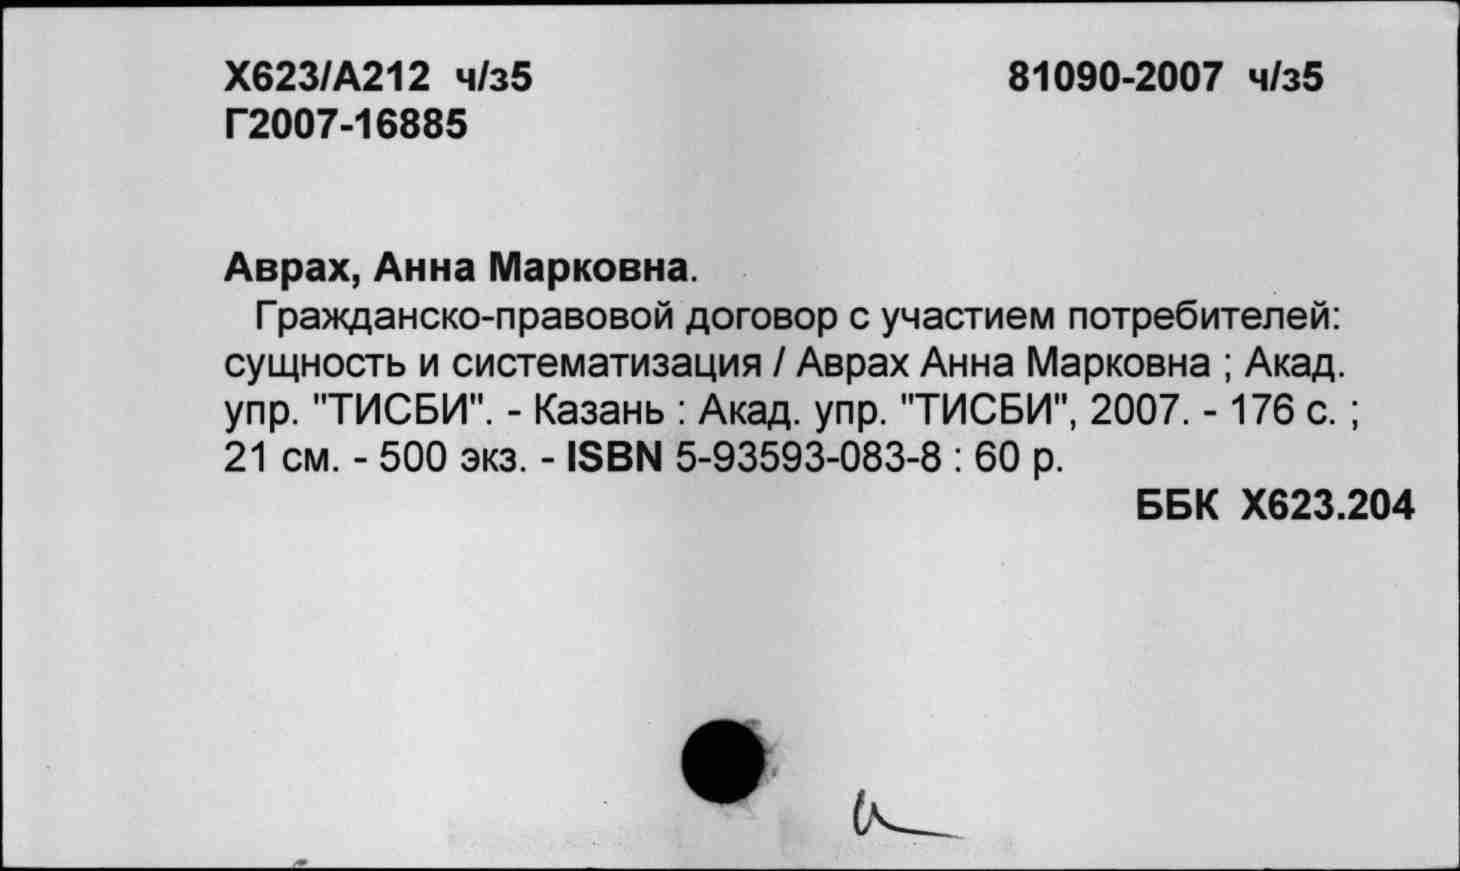 Х623/А212 ч/з5 81090-2007 ч/з5
Г2007-16885
Аврах, Анна Марковна.
Гражданско-правовой договор с участием потребителей:
сущность и систематизация / Аврах Анна Марковна ; Акад.
упр. "ТИСБИ". - Казань : Акад. упр. "ТИСБИ", 2007. - 176 с. ;
21 см. - 500 экз. - ISBN 5-93593-083-8 : 60 р.
ББК Х623.204